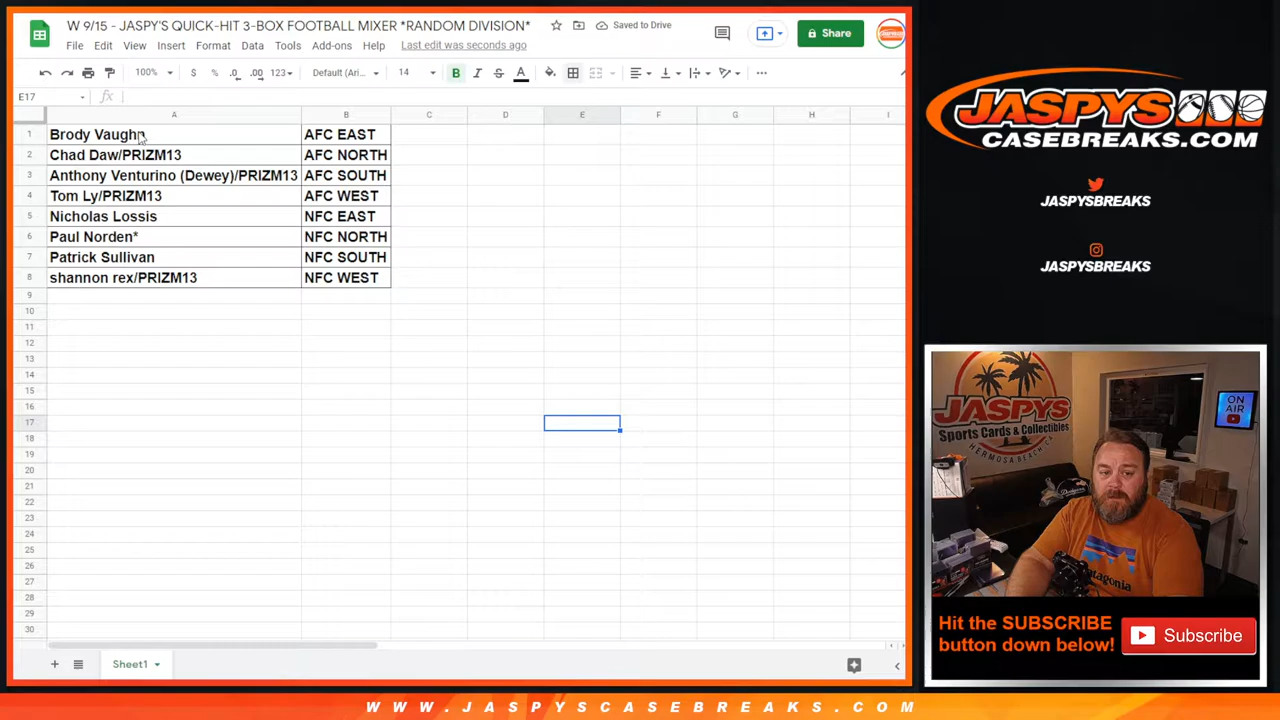 W 9/15 - JASPY'S QUICK-HIT 3-BOX FOOTBALL MIXER *RANDOM DIVISION*
Saved to Drive
File Edit View Insert Format Data Tools Add-ons Help Last edit was seconds ago
Share
100% $ % .0 .00 123 Default (Ari... 14 B I S A
E17 fx
A B C D E F G H I
1 Brody Vaughn AFC EAST
2 Chad Daw/PRIZM13 AFC NORTH
3 Anthony Venturino (Dewey)/PRIZM13 AFC SOUTH
4 Tom Ly/PRIZM13 AFC WEST
5 Nicholas Lossis NFC EAST
6 Paul Norden* NFC NORTH
7 Patrick Sullivan NFC SOUTH
8 shannon rex/PRIZM13 NFC WEST
9
10
11
12
13
14
15
16
17
18
19
20
21
22
23
24
25
26
27
28
29
30
Sheet1
JASPYS
CASEBREAKS.COM
JASPYSBREAKS
JASPYSBREAKS
JASPYS
Sports Cards & Collectibles
HERMOSA BEACH, CA
ON
AIR
Dodgers
patagonia
Hit the SUBSCRIBE
button down below!
Subscribe
WWW.JASPYSCASEBREAKS.COM